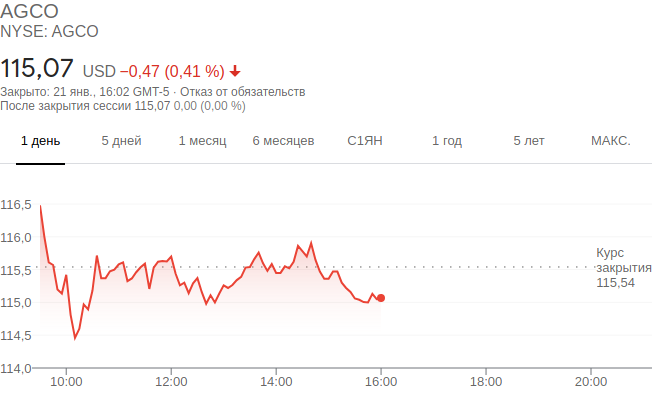 AGCO
NYSE: AGCO
115,07 USD −0,47 (0,41 %)
Закрыто: 21 янв., 16:02 GMT-5 · Отказ от обязательств
После закрытия сессии 115,07 0,00 (0,00 %)
1 день 5 дней 1 месяц 6 месяцев С1ЯН 1 год 5 лет МАКС.
116,5
116,0
Курс
115,5 закрытия
115,54
115,0
114,5
114,0
10:00 12:00 14:00 16:00 18:00 20:00